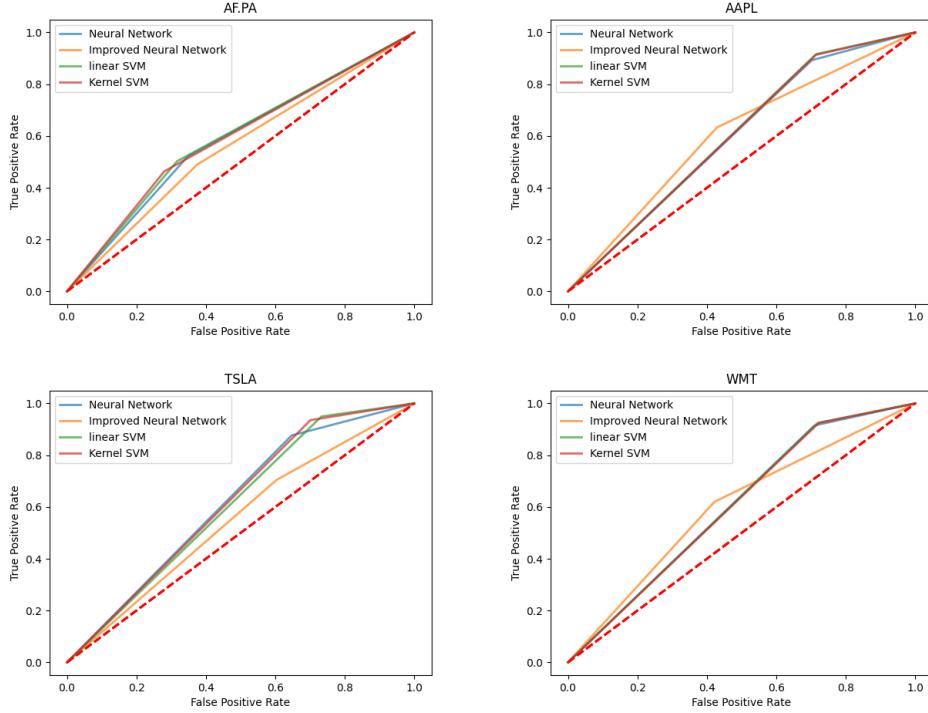 AF.PA
True Positive Rate
1.0
0.8
0.6
0.4
0.2
0.0
Neural Network
Improved Neural Network
linear SVM
Kernel SVM
0.0 0.2 0.4 0.6 0.8 1.0
False Positive Rate
AAPL
True Positive Rate
1.0
0.8
0.6
0.4
0.2
0.0
Neural Network
Improved Neural Network
linear SVM
Kernel SVM
0.0 0.2 0.4 0.6 0.8 1.0
False Positive Rate
TSLA
True Positive Rate
1.0
0.8
0.6
0.4
0.2
0.0
Neural Network
Improved Neural Network
linear SVM
Kernel SVM
0.0 0.2 0.4 0.6 0.8 1.0
False Positive Rate
WMT
True Positive Rate
1.0
0.8
0.6
0.4
0.2
0.0
Neural Network
Improved Neural Network
linear SVM
Kernel SVM
0.0 0.2 0.4 0.6 0.8 1.0
False Positive Rate